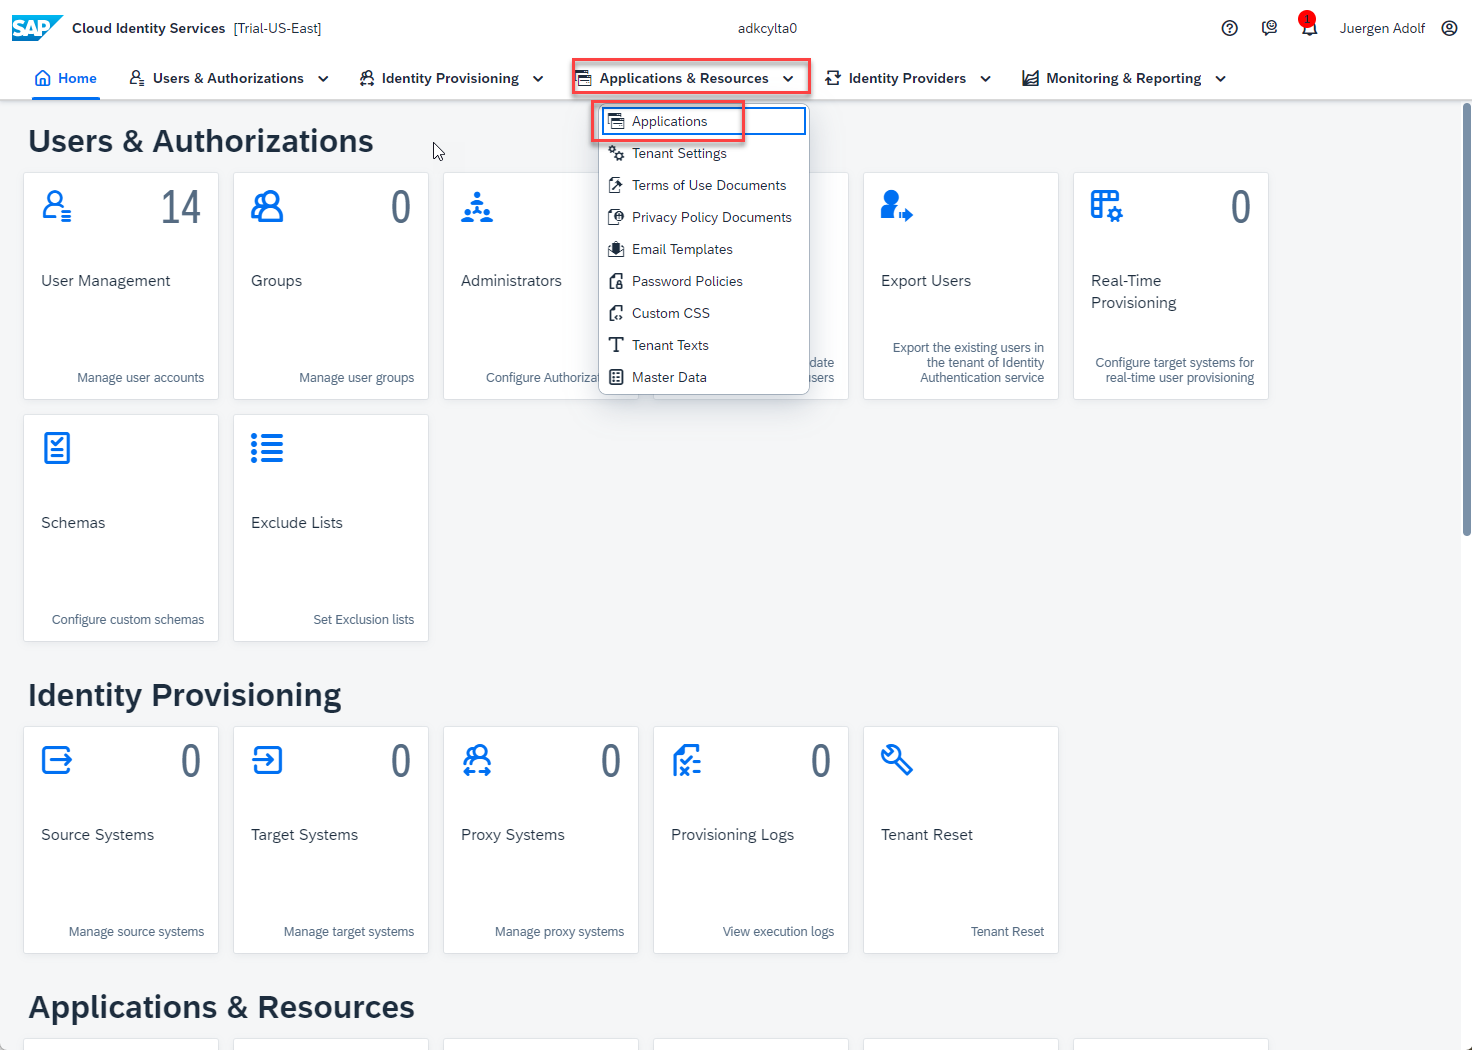 SAP Cloud Identity Services [Trial-US-East] adkcylta0 1 Juergen Adolf
Home Users & Authorizations Identity Provisioning Applications & Resources Identity Providers Monitoring & Reporting
Applications
Tenant Settings
Terms of Use Documents
Privacy Policy Documents
Email Templates
Password Policies
Custom CSS
Tenant Texts
Master Data
Users & Authorizations
14
User Management
Manage user accounts
0
Groups
Manage user groups
Administrators
Configure Authoriza
date
users
Export Users
Export the existing users in
the tenant of Identity
Authentication service
0
Real-Time
Provisioning
Configure target systems for
real-time user provisioning
Schemas
Configure custom schemas
Exclude Lists
Set Exclusion lists
Identity Provisioning
0
Source Systems
Manage source systems
0
Target Systems
Manage target systems
0
Proxy Systems
Manage proxy systems
0
Provisioning Logs
View execution logs
Tenant Reset
Tenant Reset
Applications & Resources